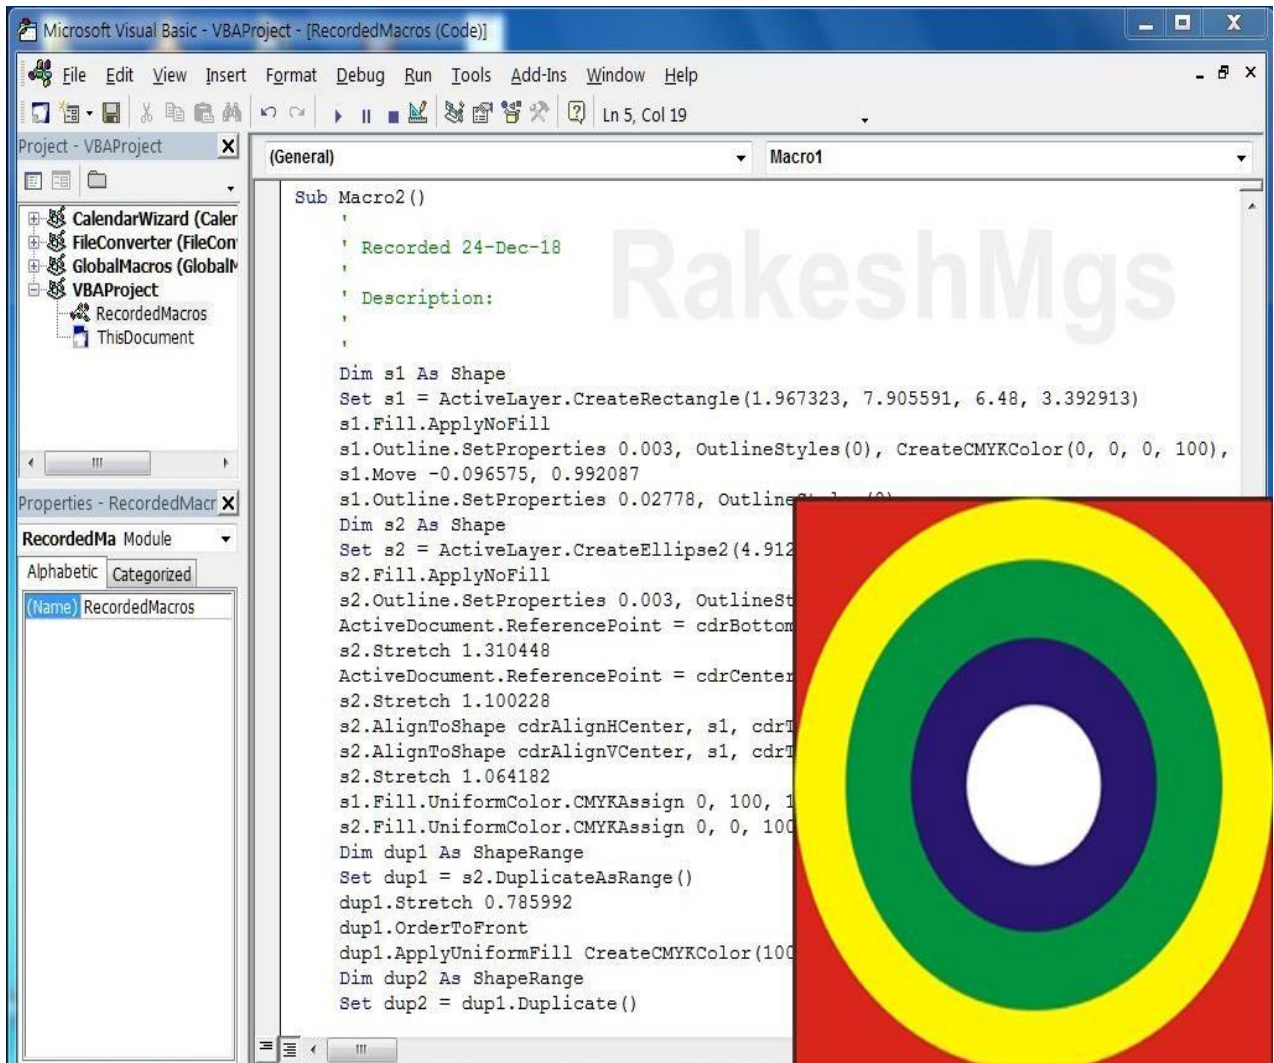 Microsoft Visual Basic - VBAProject - [RecordedMacros (Code)]
File Edit View Insert Format Debug Run Tools Add-Ins Window Help
Ln 5, Col 19
Project - VBAProject
(General) Macro1
CalendarWizard (Caler
FileConverter (FileCon
GlobalMacros (GlobalM
VBAProject
RecordedMacros
ThisDocument
Properties - RecordedMacr
RecordedMa Module
Alphabetic Categorized
(Name) RecordedMacros
RakeshMgs
Sub Macro2()
'
' Recorded 24-Dec-18
'
' Description:
'
'
Dim s1 As Shape
Set s1 = ActiveLayer.CreateRectangle(1.967323, 7.905591, 6.48, 3.392913)
s1.Fill.ApplyNoFill
s1.Outline.SetProperties 0.003, OutlineStyles(0), CreateCMYKColor(0, 0, 0, 100),
s1.Move -0.096575, 0.992087
s1.Outline.SetProperties 0.02778, OutlineStyles(0)
Dim s2 As Shape
Set s2 = ActiveLayer.CreateEllipse2(4.912
s2.Fill.ApplyNoFill
s2.Outline.SetProperties 0.003, OutlineSt
ActiveDocument.ReferencePoint = cdrBottom
s2.Stretch 1.310448
ActiveDocument.ReferencePoint = cdrCenter
s2.Stretch 1.100228
s2.AlignToShape cdrAlignHCenter, s1, cdrT
s2.AlignToShape cdrAlignVCenter, s1, cdrT
s2.Stretch 1.064182
s1.Fill.UniformColor.CMYKAssign 0, 100, 1
s2.Fill.UniformColor.CMYKAssign 0, 0, 100
Dim dup1 As ShapeRange
Set dup1 = s2.DuplicateAsRange()
dup1.Stretch 0.785992
dup1.OrderToFront
dup1.ApplyUniformFill CreateCMYKColor(100
Dim dup2 As ShapeRange
Set dup2 = dup1.Duplicate()